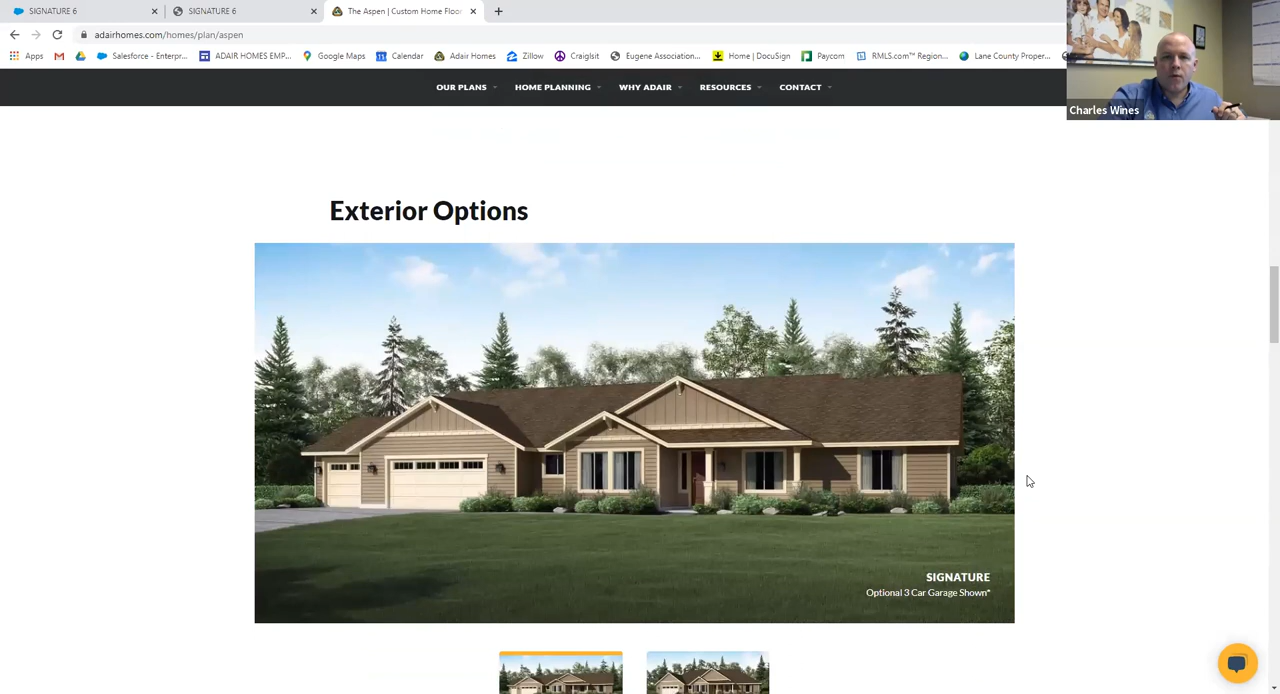 SIGNATURE 6
SIGNATURE 6
The Aspen | Custom Home Floor
adairhomes.com/homes/plan/aspen
Apps
Salesforce - Enterpr...
ADAIR HOMES EMP...
Google Maps
Calendar
Adair Homes
Zillow
Craiglsit
Eugene Association...
Home | DocuSign
Paycom
RMLS.com™ Region...
Lane County Proper...
Charles Wines
OUR PLANS
HOME PLANNING
WHY ADAIR
RESOURCES
CONTACT
Exterior Options
SIGNATURE
Optional 3 Car Garage Shown*